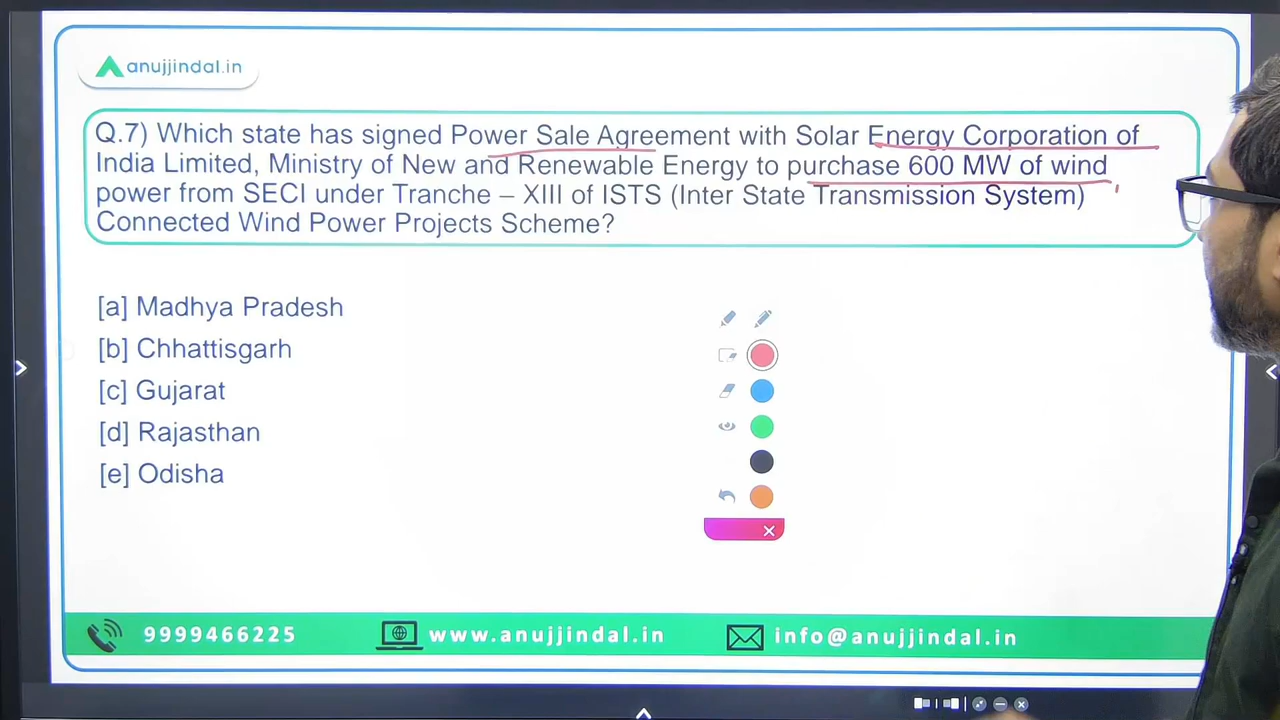 anujjindal.in
Q.7) Which state has signed Power Sale Agreement with Solar Energy Corporation of
India Limited, Ministry of New and Renewable Energy to purchase 600 MW of wind
power from SECI under Tranche – XIII of ISTS (Inter State Transmission System)
Connected Wind Power Projects Scheme?
[a] Madhya Pradesh
[b] Chhattisgarh
[c] Gujarat
[d] Rajasthan
[e] Odisha
9999466225 www.anujjindal.in info@anujjindal.in